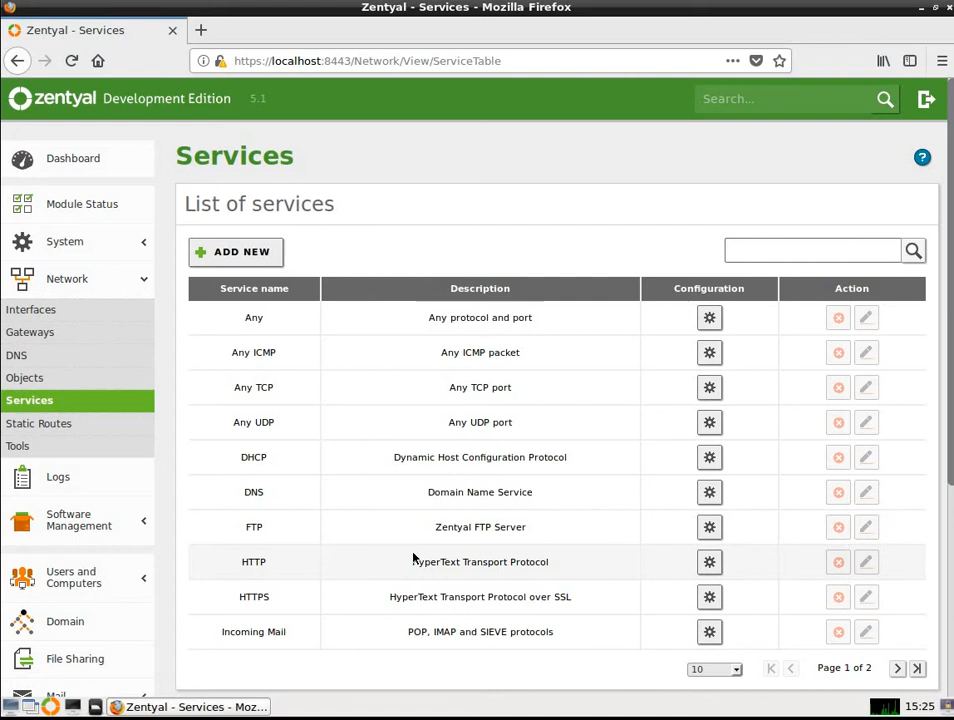 Zentyal - Services - Mozilla Firefox
Zentyal - Services
https://localhost:8443/Network/View/ServiceTable
zentyal Development Edition 5.1
Search...
Dashboard
Module Status
System
Network
Interfaces
Gateways
DNS
Objects
Services
Static Routes
Tools
Logs
Software
Management
Users and
Computers
Domain
File Sharing
Mail
Services
List of services
ADD NEW
Service name Description Configuration Action
Any Any protocol and port
Any ICMP Any ICMP packet
Any TCP Any TCP port
Any UDP Any UDP port
DHCP Dynamic Host Configuration Protocol
DNS Domain Name Service
FTP Zentyal FTP Server
HTTP HyperText Transport Protocol
HTTPS HyperText Transport Protocol over SSL
Incoming Mail POP, IMAP and SIEVE protocols
10 Page 1 of 2
Zentyal - Services - Moz... 15:25